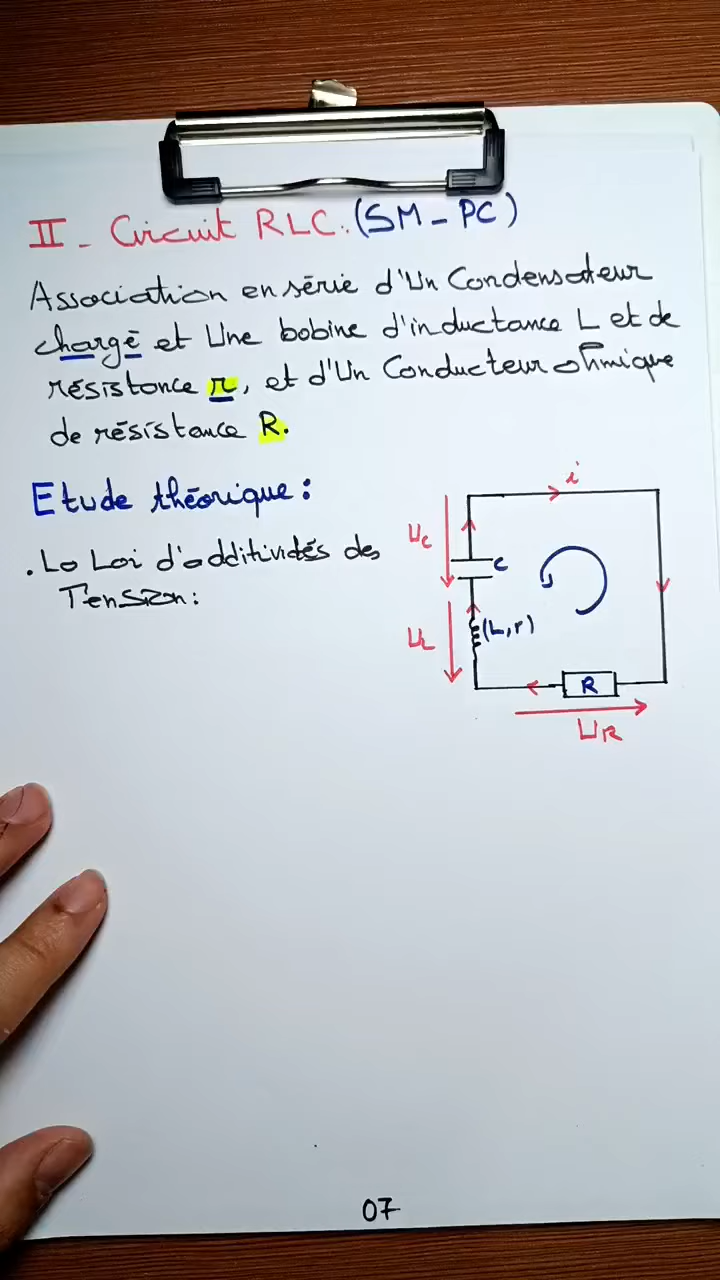 II - Circuit RLC: (SM - PC)
Association en série d'Un Condensateur
chargé et Une bobine d'inductance L et de
résistance r, et d'Un Conducteur ohmique
de résistance R.
Etude théorique:
. La Loi d'additivités des
Tension:
i
Uc
C
UL
(L,r)
R
UR
07